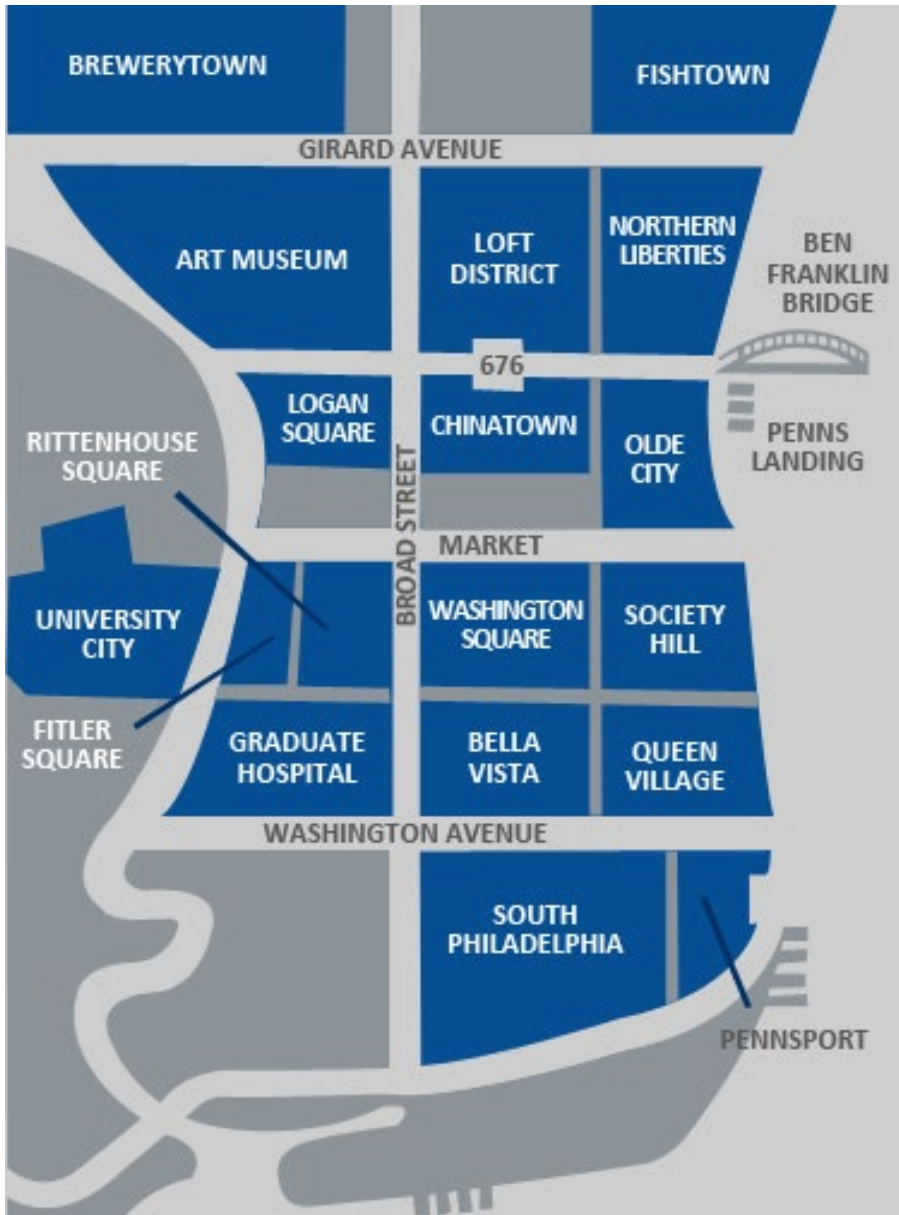 BREWERYTOWN
FISHTOWN
GIRARD AVENUE
ART MUSEUM
LOFT
DISTRICT
NORTHERN
LIBERTIES
BEN
FRANKLIN
BRIDGE
676
LOGAN
SQUARE
CHINATOWN
OLDE
CITY
PENNS
LANDING
RITTENHOUSE
SQUARE
BROAD STREET
MARKET
UNIVERSITY
CITY
WASHINGTON
SQUARE
SOCIETY
HILL
FITLER
SQUARE
GRADUATE
HOSPITAL
BELLA
VISTA
QUEEN
VILLAGE
WASHINGTON AVENUE
SOUTH
PHILADELPHIA
PENNSPORT